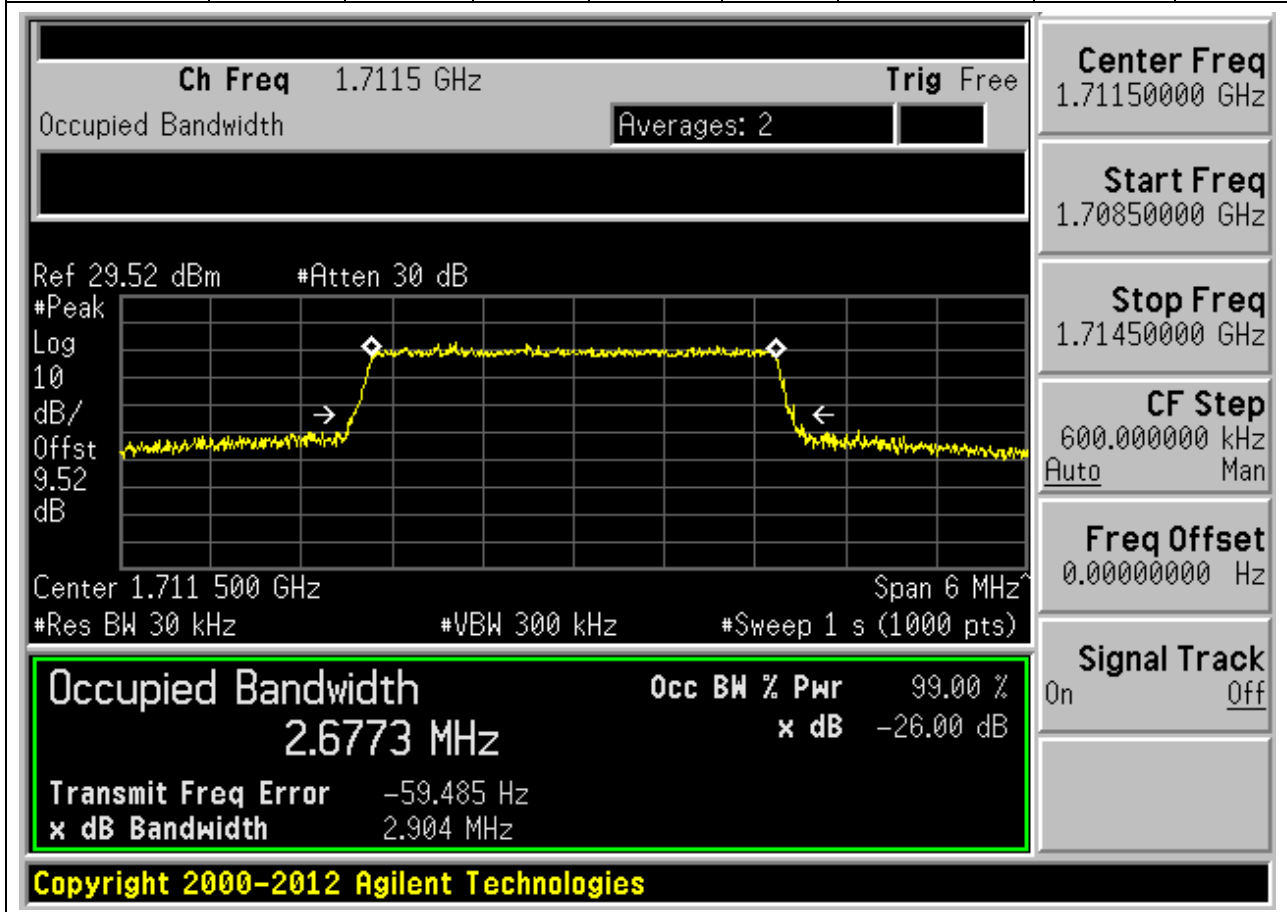 Ch Freq 1.7115 GHz Trig Free
Occupied Bandwidth Averages: 2
Ref 29.52 dBm #Atten 30 dB
#Peak
Log
10
dB/
Offst
9.52
dB
Center 1.711 500 GHz Span 6 MHz^
#Res BW 30 kHz #VBW 300 kHz #Sweep 1 s (1000 pts)
Occupied Bandwidth Occ BW % Pwr 99.00 %
2.6773 MHz x dB -26.00 dB
Transmit Freq Error -59.485 Hz
x dB Bandwidth 2.904 MHz
Copyright 2000-2012 Agilent Technologies
Center Freq
1.71150000 GHz
Start Freq
1.70850000 GHz
Stop Freq
1.71450000 GHz
CF Step
600.000000 kHz
Auto Man
Freq Offset
0.00000000 Hz
Signal Track
On Off